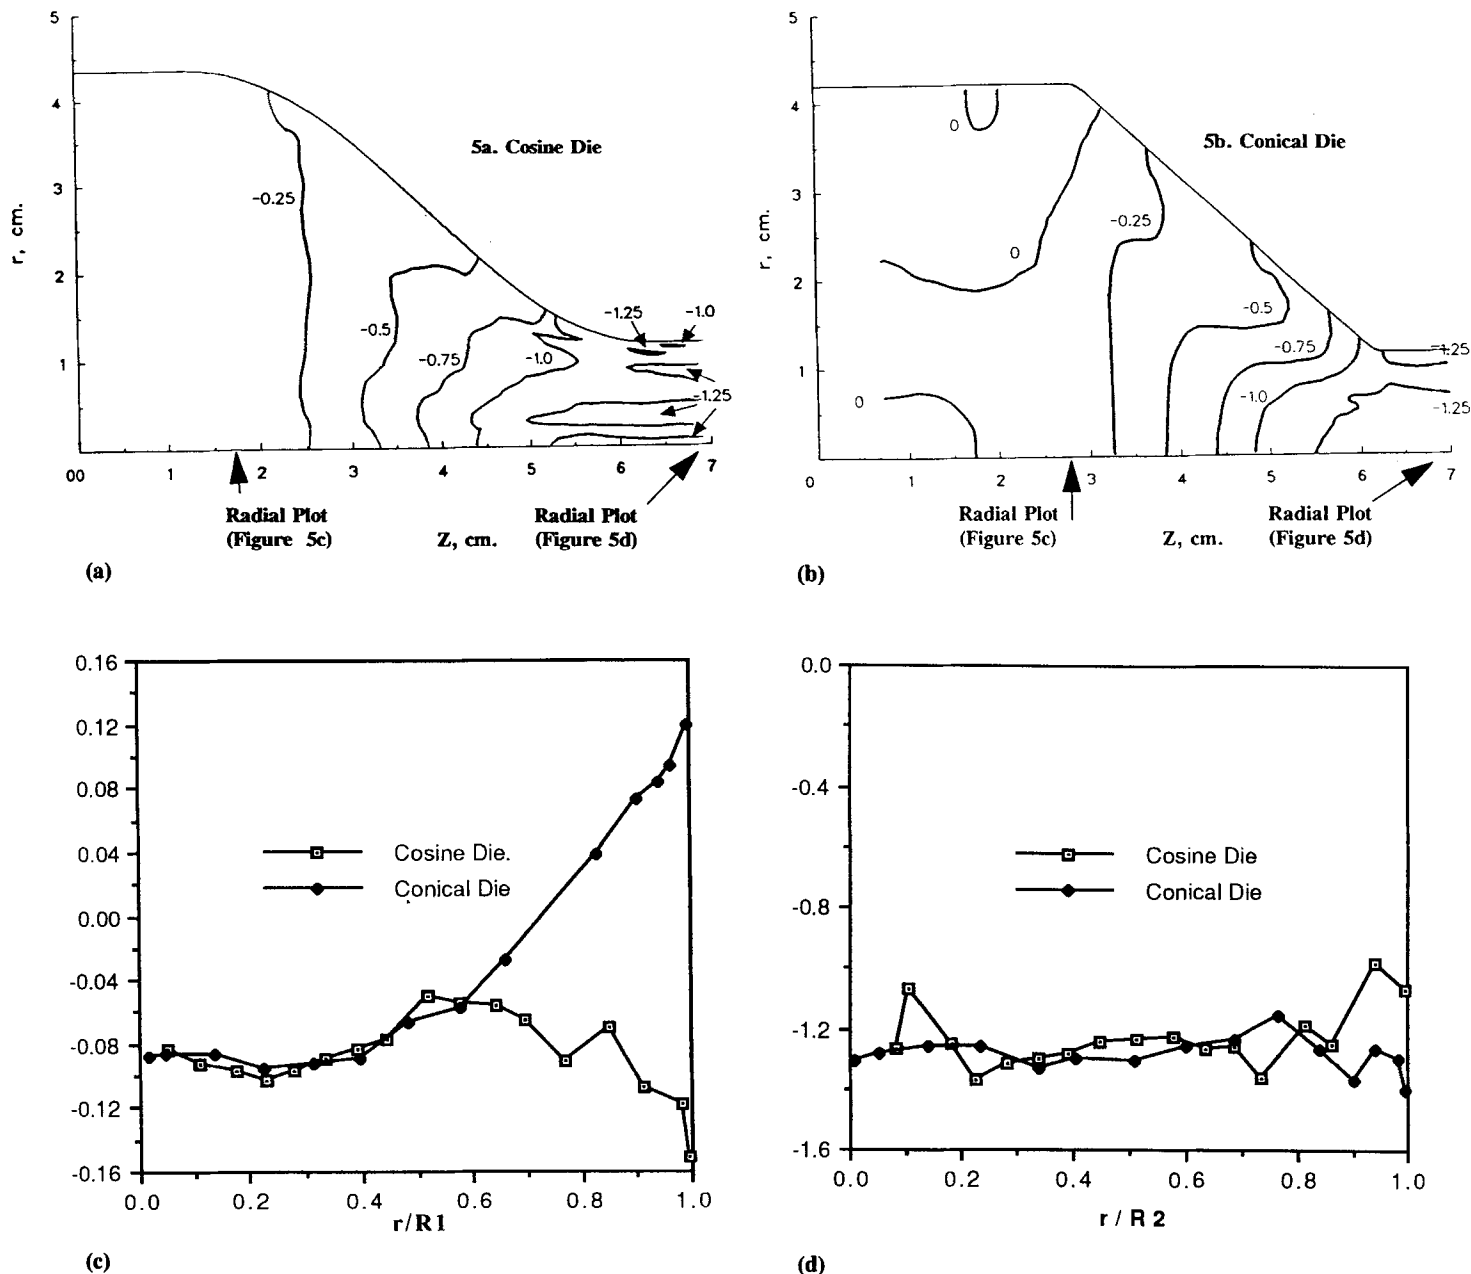 5
4
3
2
1
r, cm.
5a. Cosine Die
-0.25
-0.5
-0.75
-1.0
-1.25
-1.0
-1.25
00 1 2 3 4 5 6 7
Radial Plot
(Figure 5c)
Z, cm.
Radial Plot
(Figure 5d)
(a)
5
4
3
2
1
r, cm.
5b. Conical Die
0
0
0
-0.25
-0.5
-0.75
-1.0
-1.25
-1.25
0 1 2 3 4 5 6 7
Radial Plot
(Figure 5c)
Z, cm.
Radial Plot
(Figure 5d)
(b)
0.16
0.12
0.08
0.04
0.00
-0.04
-0.08
-0.12
-0.16
Cosine Die.
Conical Die
0.0 0.2 0.4 0.6 0.8 1.0
r/R1
(c)
0.0
-0.4
-0.8
-1.2
-1.6
Cosine Die
Conical Die
0.0 0.2 0.4 0.6 0.8 1.0
r / R 2
(d)